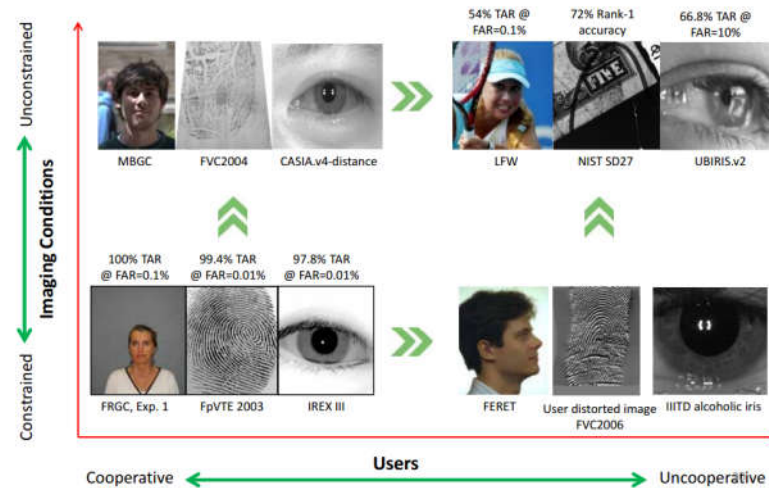 54% TAR @
FAR=0.1%
72% Rank-1
accuracy
66.8% TAR @
FAR=10%
Unconstrained
MBGC
FVC2004
CASIA.v4-distance
LFW
NIST SD27
UBIRIS.v2
FIVE
Imaging Conditions
100% TAR
@ FAR=0.1%
99.4% TAR
@ FAR=0.01%
97.8% TAR
@ FAR=0.01%
Constrained
FRGC, Exp. 1
FpVTE 2003
IREX III
FERET
User distorted image
FVC2006
IIITD alcoholic iris
Users
Cooperative
Uncooperative